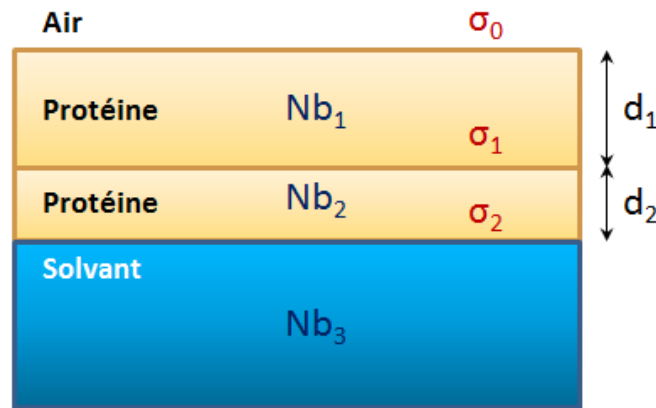 Air σ₀
Protéine Nb₁ σ₁ d₁
Protéine Nb₂ σ₂ d₂
Solvant
Nb₃